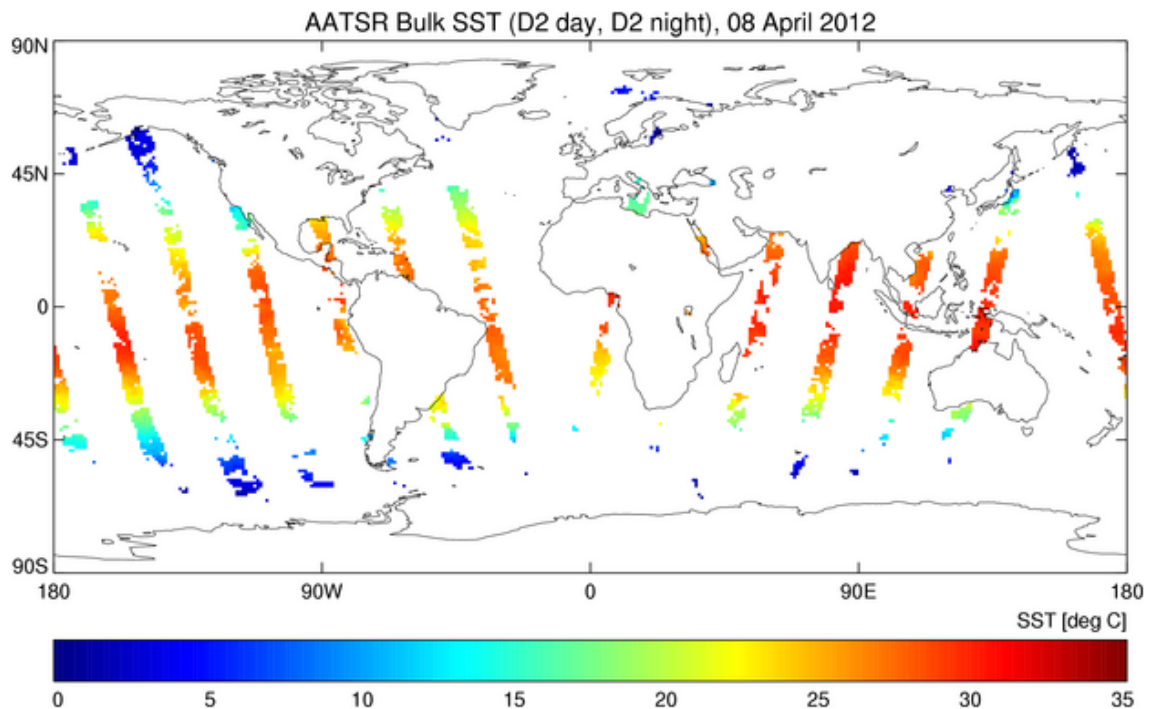 AATSR Bulk SST (D2 day, D2 night), 08 April 2012
90N
45N
0
45S
90S
180 90W 0 90E 180
SST [deg C]
0 5 10 15 20 25 30 35